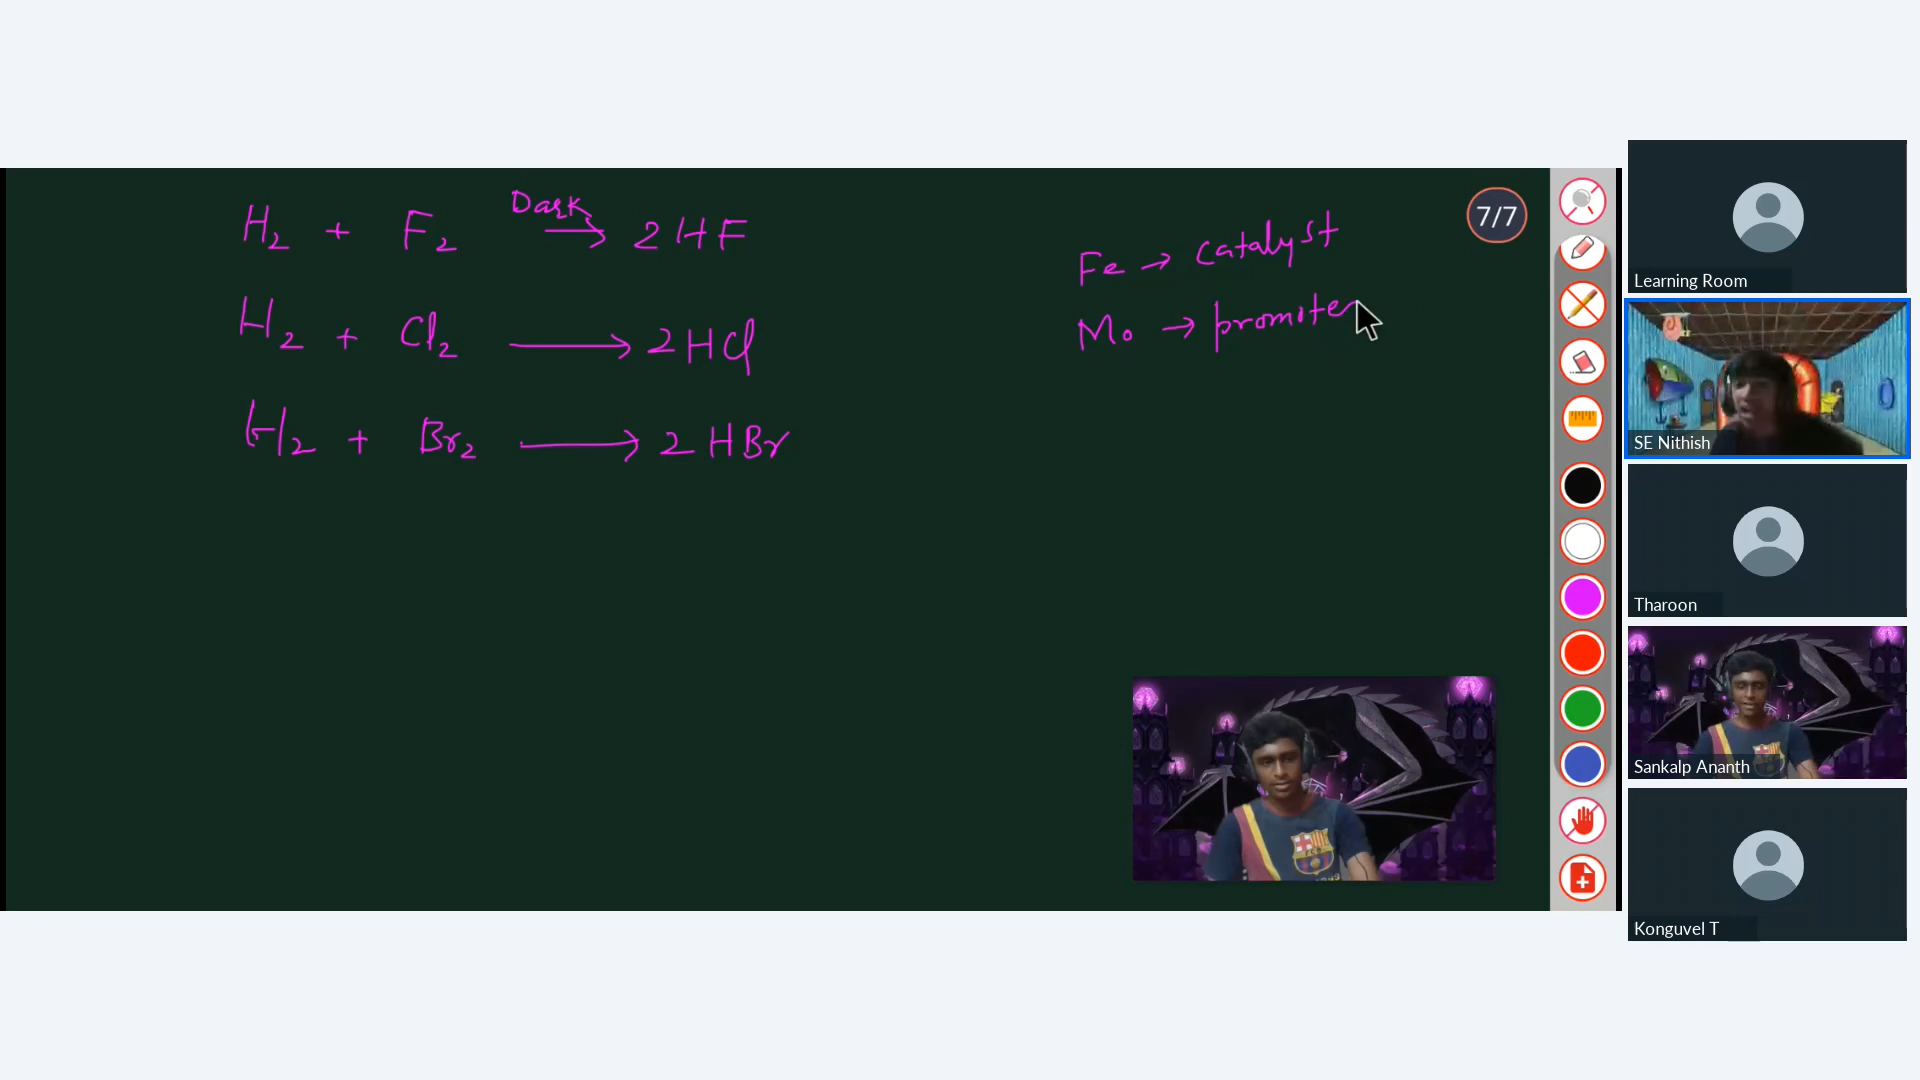 Dark
H₂ + F₂ → 2HF
H₂ + Cl₂ → 2HCl
H₂ + Br₂ → 2HBr
Fe → catalyst
Mo → promoter
7/7
Learning Room
SE Nithish
Tharoon
Sankalp Ananth
Konguvel T